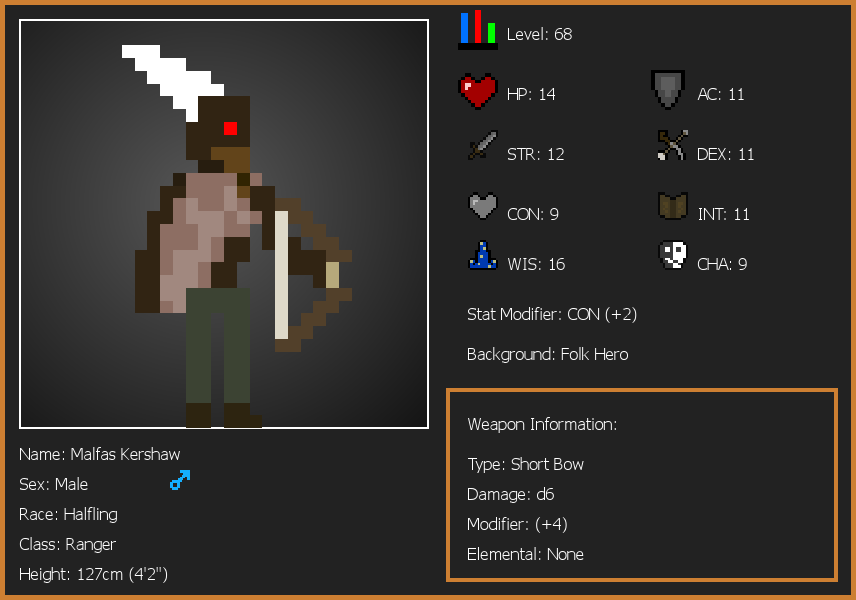 Level: 68
HP: 14
AC: 11
STR: 12
DEX: 11
CON: 9
INT: 11
WIS: 16
CHA: 9
Stat Modifier: CON (+2)
Background: Folk Hero
Weapon Information:
Type: Short Bow
Damage: d6
Modifier: (+4)
Elemental: None
Name: Malfas Kershaw
Sex: Male
Race: Halfling
Class: Ranger
Height: 127cm (4'2")